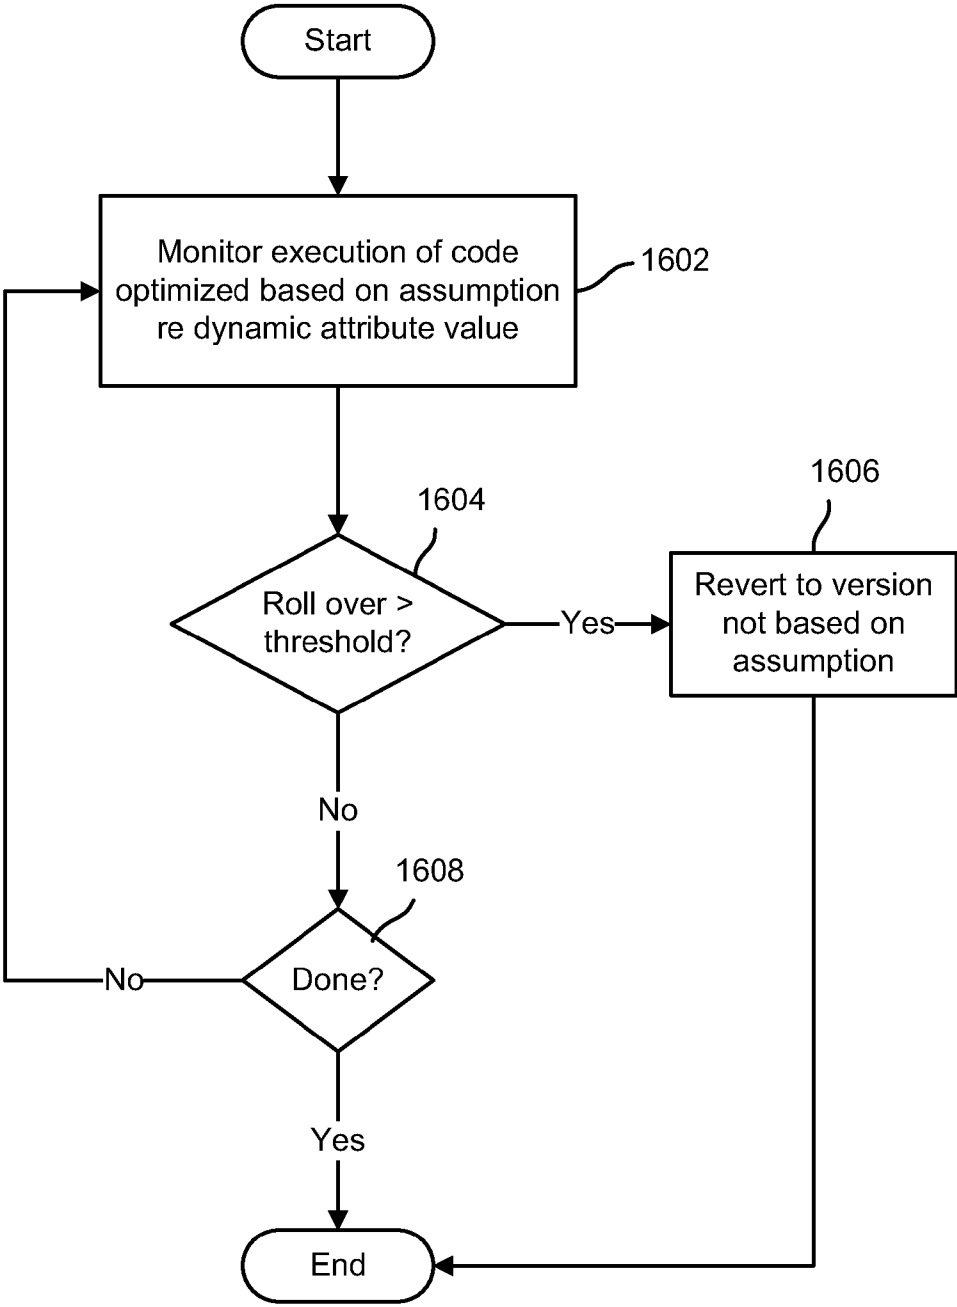 Start
Monitor execution of code
optimized based on assumption
re dynamic attribute value
1602
1604
Roll over >
threshold?
Yes
1606
Revert to version
not based on
assumption
No
1608
Done?
No
Yes
End